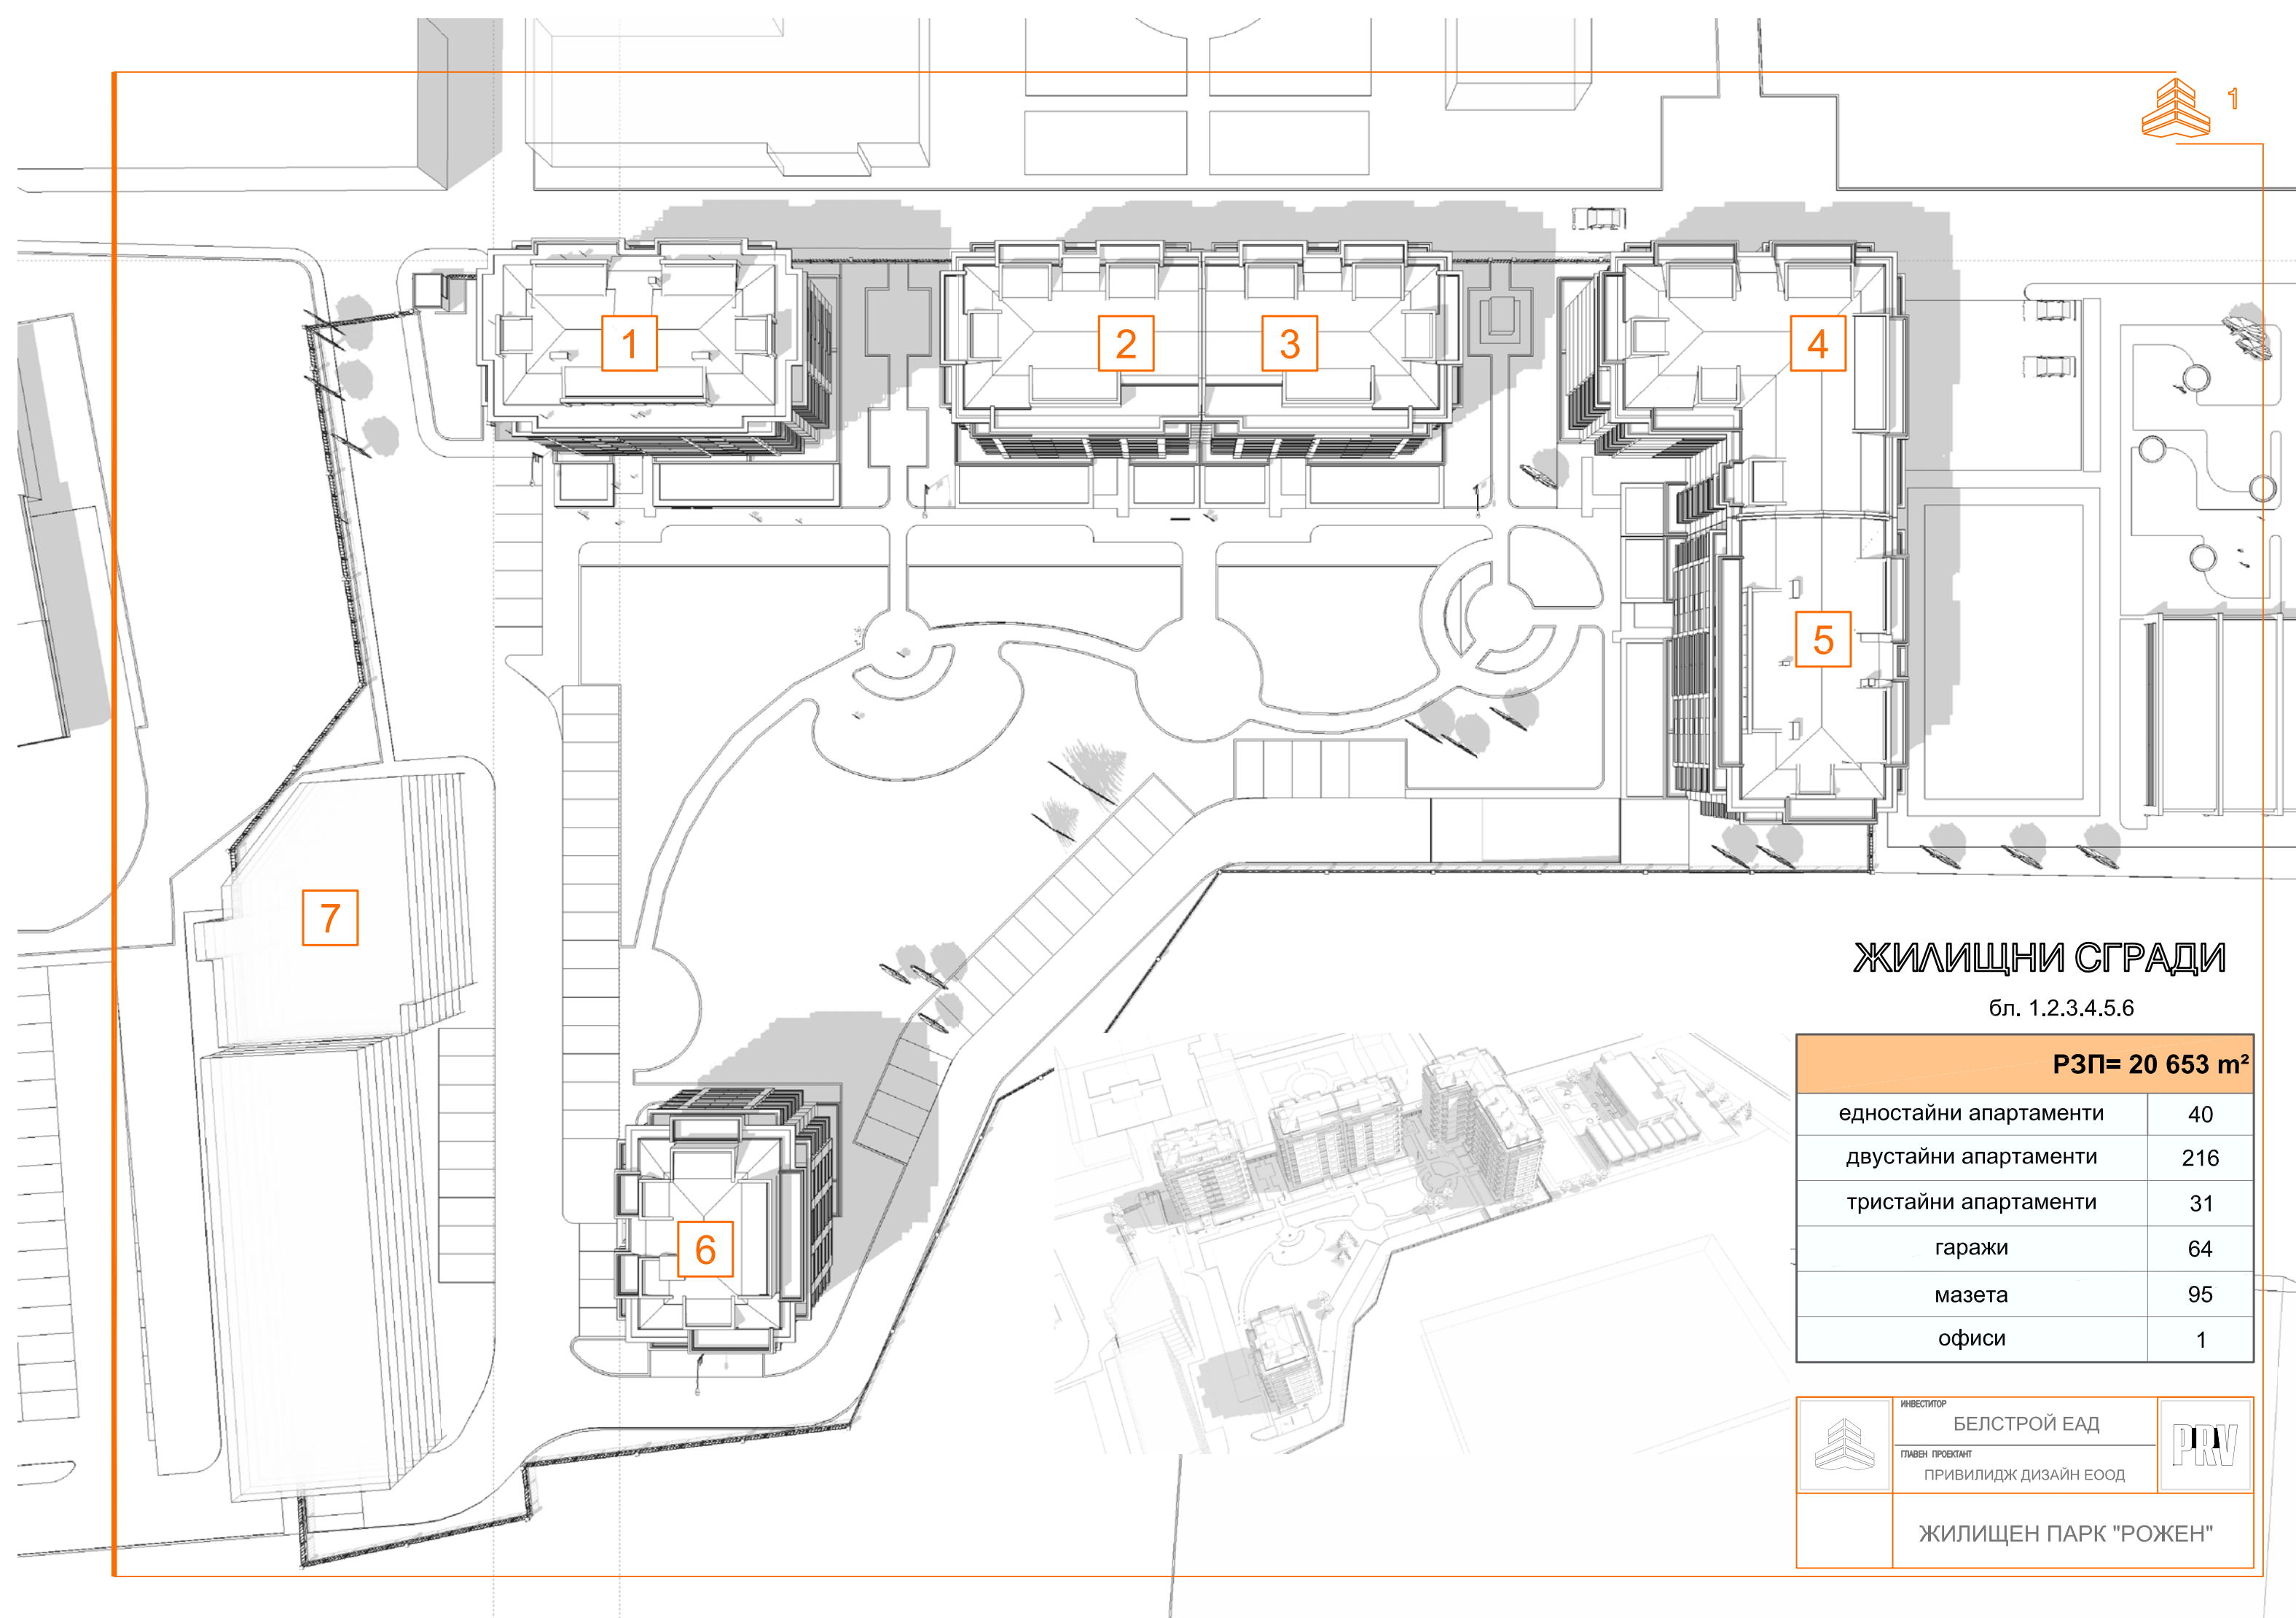 1
1
2
3
4
5
7
6
ЖИЛИЩНИ СГРАДИ
бл. 1.2.3.4.5.6
РЗП= 20 653 m²
едностайни апартаменти 40
двустайни апартаменти 216
тристайни апартаменти 31
гаражи 64
мазета 95
офиси 1
ИНВЕСТИТОР
БЕЛСТРОЙ ЕАД
ГЛАВЕН ПРОЕКТАНТ
ПРИВИЛИДЖ ДИЗАЙН ЕООД
PRV
ЖИЛИЩЕН ПАРК "РОЖЕН"